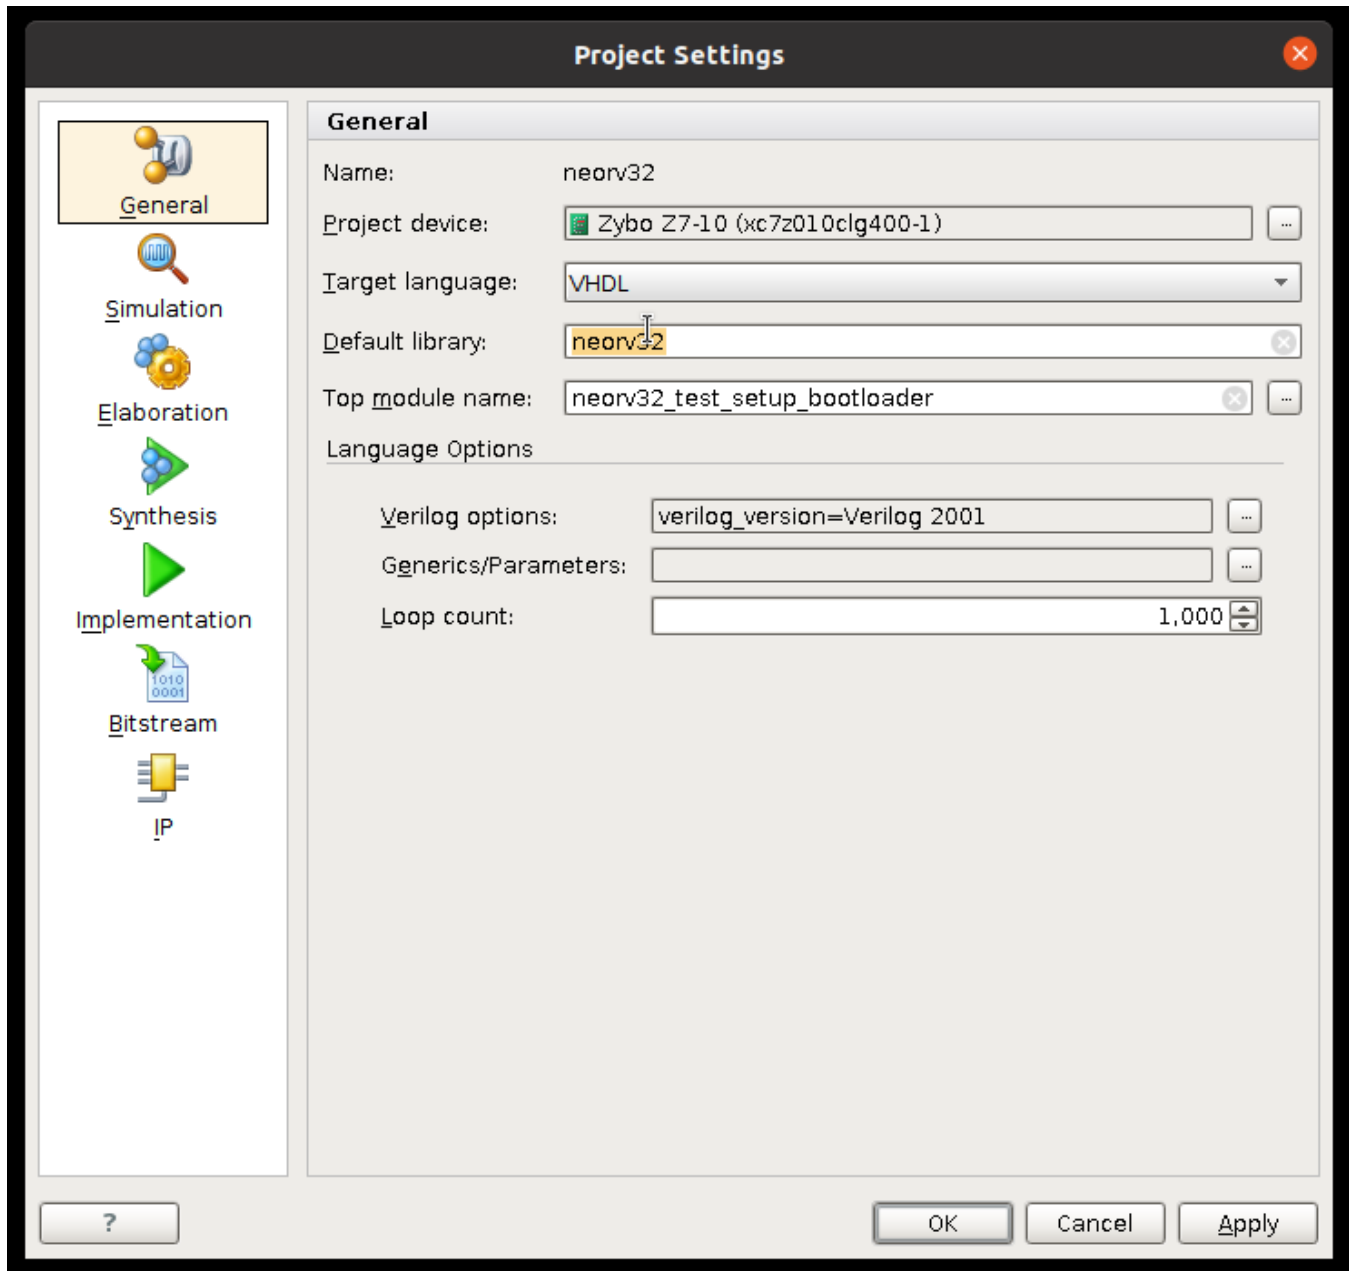 Project Settings
General
Simulation
Elaboration
Synthesis
Implementation
1010
0001
Bitstream
IP
General
Name: neorv32
Project device: Zybo Z7-10 (xc7z010clg400-1) ...
Target language: VHDL
Default library: neorv32
Top module name: neorv32_test_setup_bootloader ...
Language Options
Verilog options: verilog_version=Verilog 2001 ...
Generics/Parameters: ...
Loop count: 1,000
? OK Cancel Apply